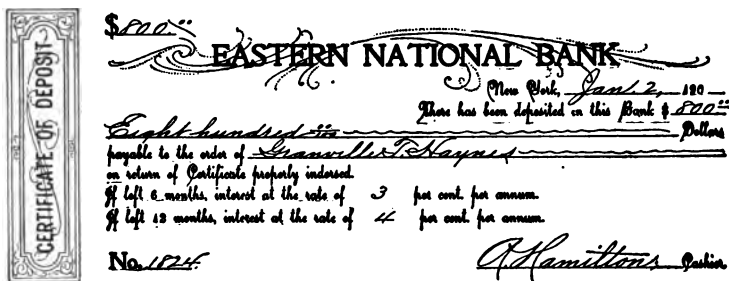 CERTIFICATE OF DEPOSIT
$800.00
EASTERN NATIONAL BANK
New York, Jan. 2, 190
There has been deposited in this Bank $ 800.00
Eight hundred Dollars
payable to the order of Granville T. Haynes
on return of Certificate properly indorsed.
If left 6 months, interest at the rate of 3 per cent. per annum.
If left 12 months, interest at the rate of 4 per cent. per annum.
No. 1824. Hamiltons Cashier